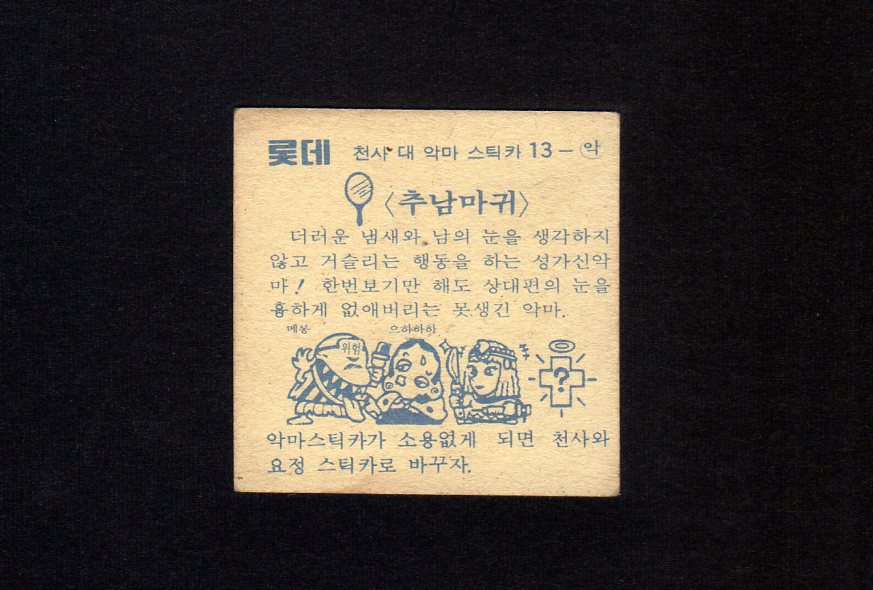 롯데 천사 대 악마 스틱카 13 - 악
〈추남마귀〉
더러운 냄새와 남의 눈을 생각하지
않고 거슬리는 행동을 하는 성가신악
마! 한번보기만 해도 상대편의 눈을
흉하게 없애버리는 못생긴 악마.
메봉 으하하하
위험
?
악마스틱카가 소용없게 되면 천사와
요정 스틱카로 바꾸자.